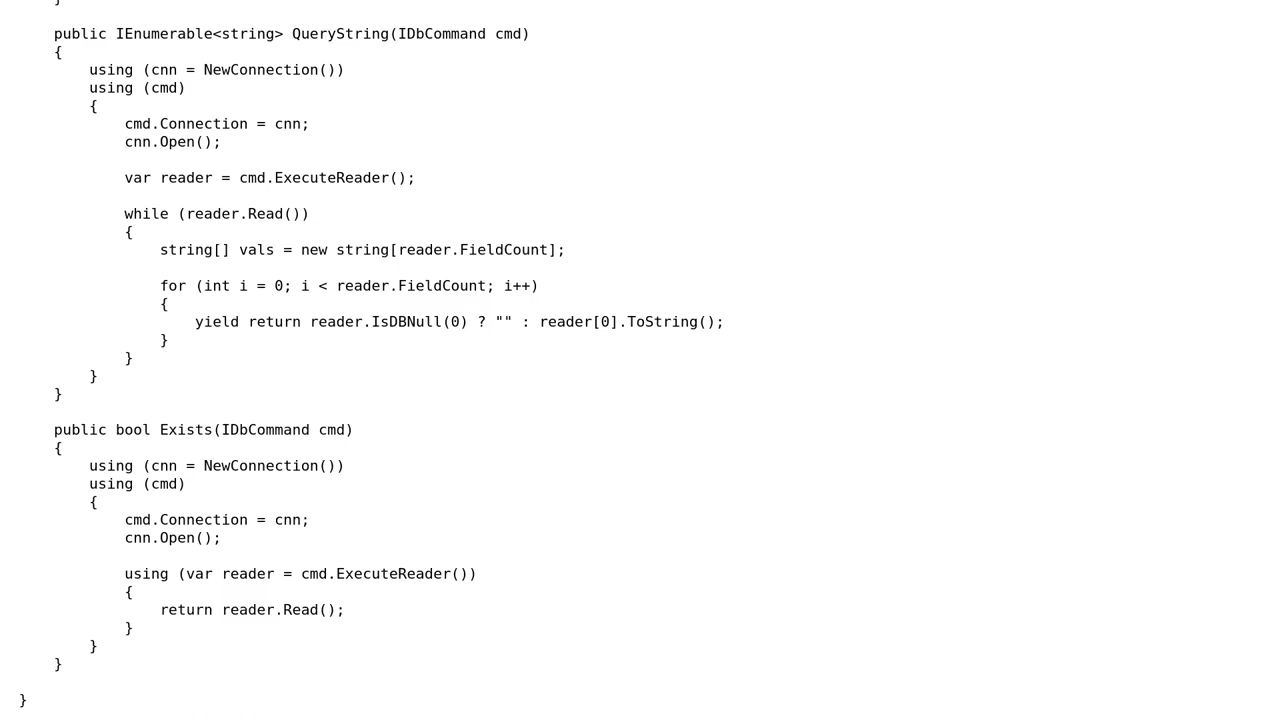 }
public IEnumerable<string> QueryString(IDbCommand cmd)
{
using (cnn = NewConnection())
using (cmd)
{
cmd.Connection = cnn;
cnn.Open();
var reader = cmd.ExecuteReader();
while (reader.Read())
{
string[] vals = new string[reader.FieldCount];
for (int i = 0; i < reader.FieldCount; i++)
{
yield return reader.IsDBNull(0) ? "" : reader[0].ToString();
}
}
}
}
public bool Exists(IDbCommand cmd)
{
using (cnn = NewConnection())
using (cmd)
{
cmd.Connection = cnn;
cnn.Open();
using (var reader = cmd.ExecuteReader())
{
return reader.Read();
}
}
}
}